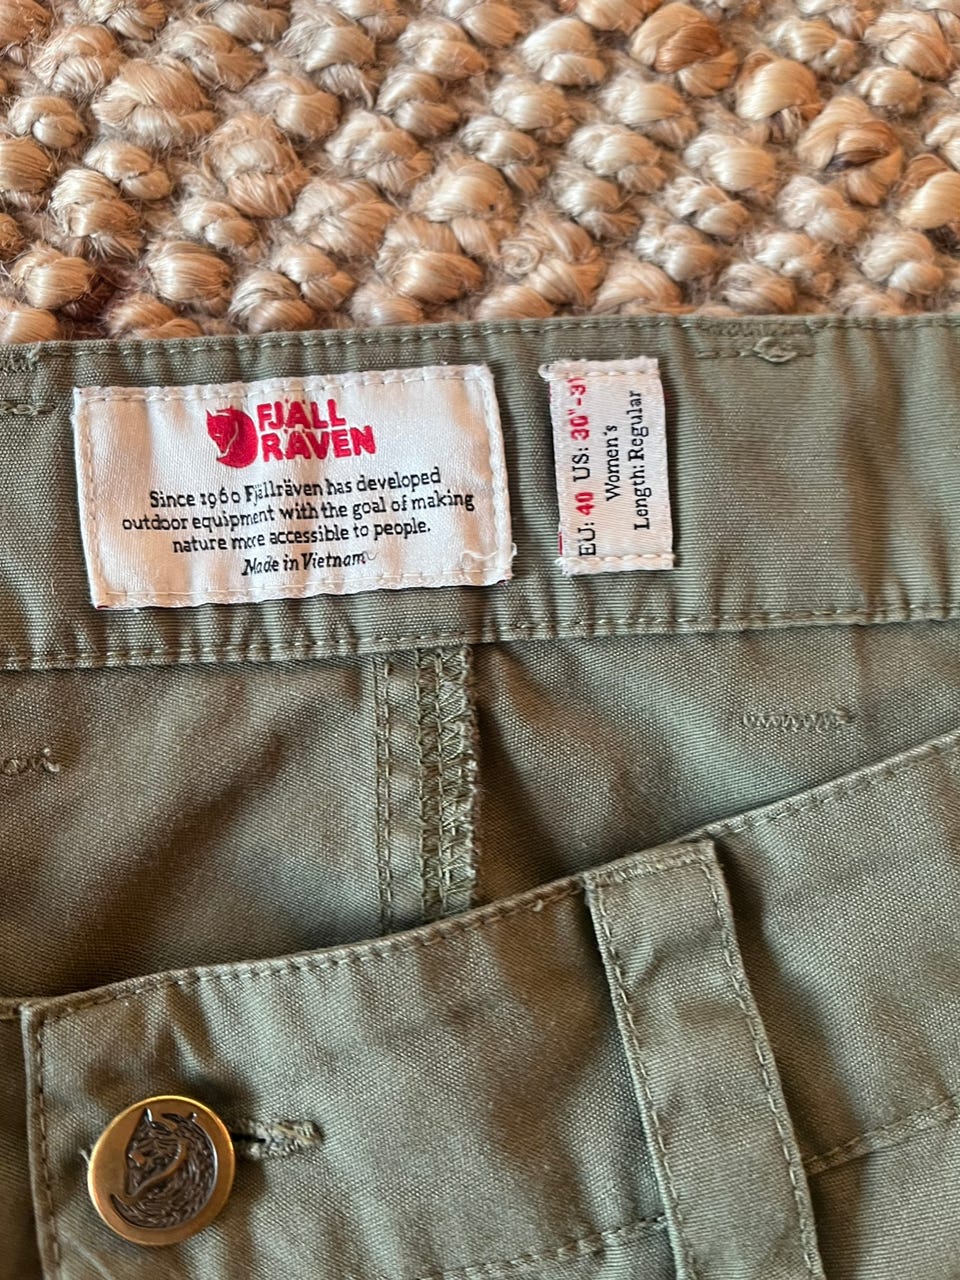 FJÄLL
RÄVEN
Since 1960 Fjällräven has developed
outdoor equipment with the goal of making
nature more accessible to people.
Made in Vietnam
EU: 40 US: 30"-31
Women's
Length: Regular